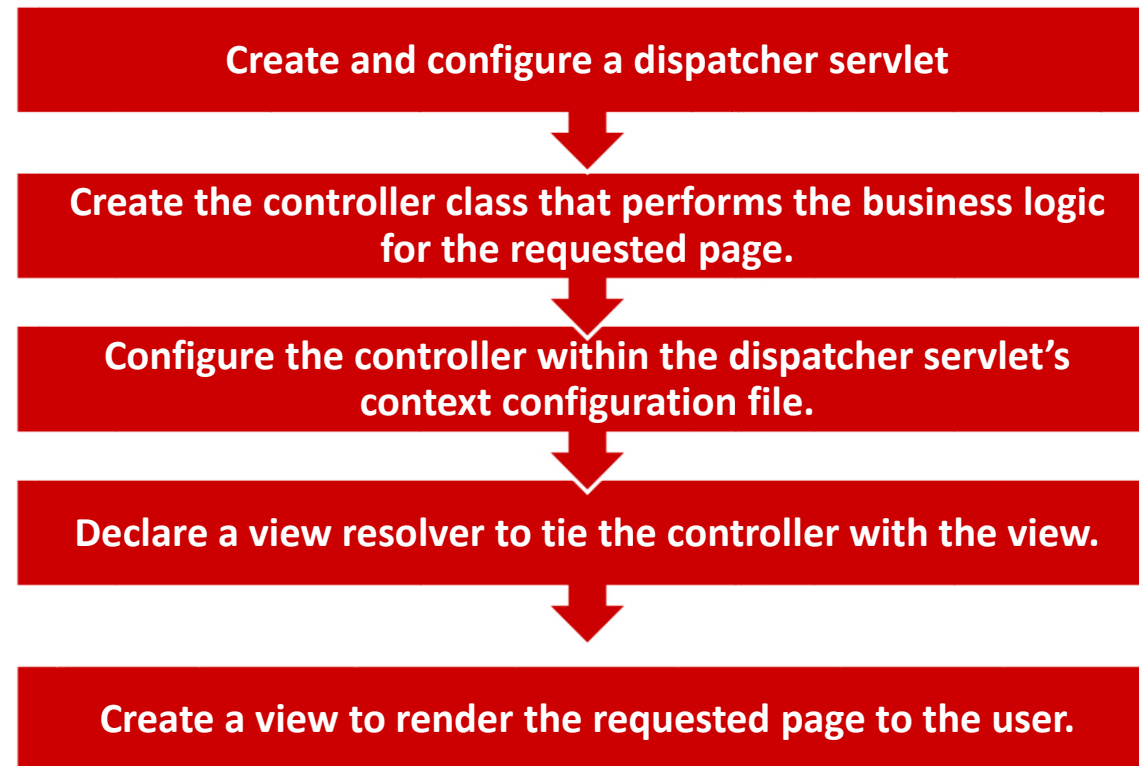 Create and configure a dispatcher servlet
Create the controller class that performs the business logic
for the requested page.
Configure the controller within the dispatcher servlet’s
context configuration file.
Declare a view resolver to tie the controller with the view.
Create a view to render the requested page to the user.